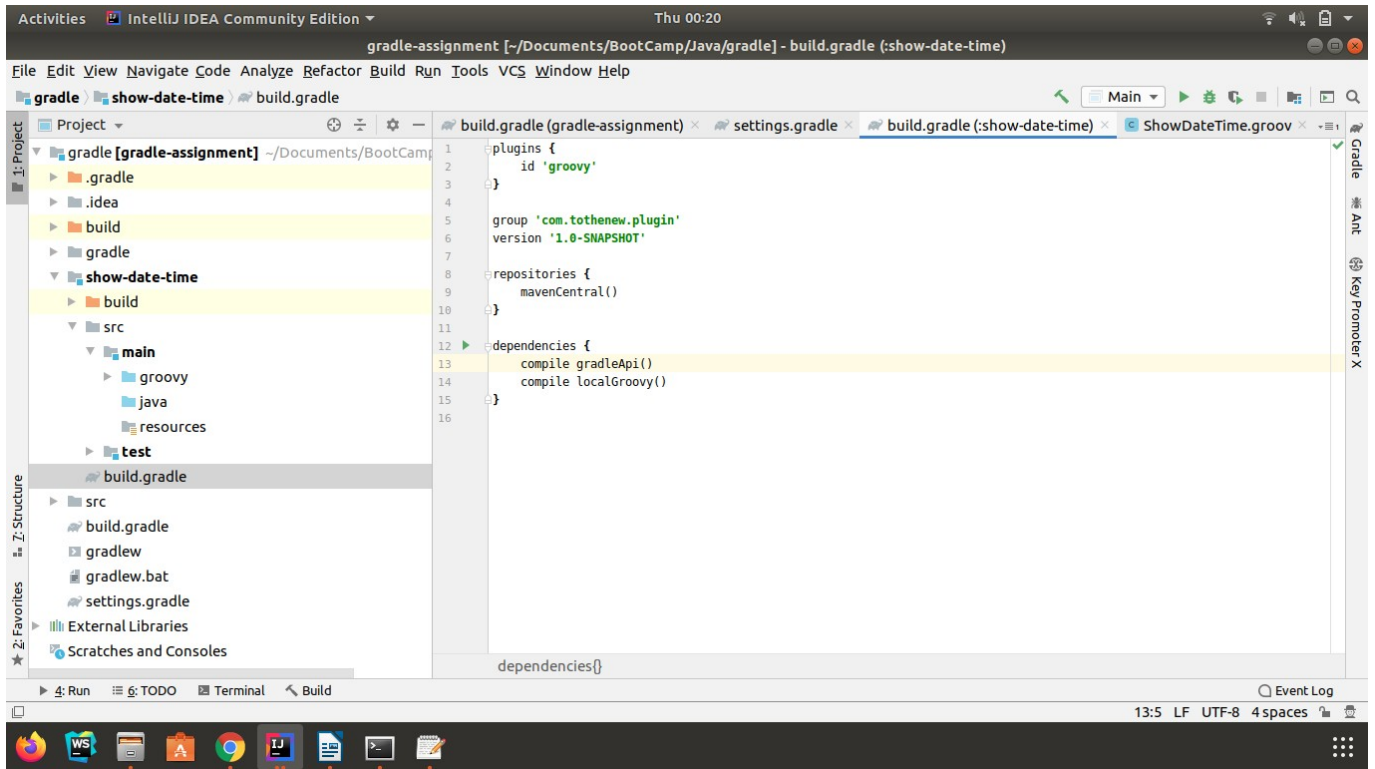 Activities IntelliJ IDEA Community Edition Thu 00:20
gradle-assignment [~/Documents/BootCamp/Java/gradle] - build.gradle (:show-date-time)
File Edit View Navigate Code Analyze Refactor Build Run Tools VCS Window Help
gradle show-date-time build.gradle Main
Project build.gradle (gradle-assignment) settings.gradle build.gradle (:show-date-time) ShowDateTime.groov
1: Project
gradle [gradle-assignment] ~/Documents/BootCamp
.gradle
.idea
build
gradle
show-date-time
build
src
main
groovy
java
resources
test
build.gradle
src
build.gradle
gradlew
gradlew.bat
settings.gradle
External Libraries
Scratches and Consoles
7: Structure
2: Favorites
1 plugins {
2 id 'groovy'
3 }
4
5 group 'com.tothenew.plugin'
6 version '1.0-SNAPSHOT'
7
8 repositories {
9 mavenCentral()
10 }
11
12 dependencies {
13 compile gradleApi()
14 compile localGroovy()
15 }
16
dependencies{}
Gradle
Ant
Key Promoter X
4: Run 6: TODO Terminal Build Event Log
13:5 LF UTF-8 4 spaces
WS IJ